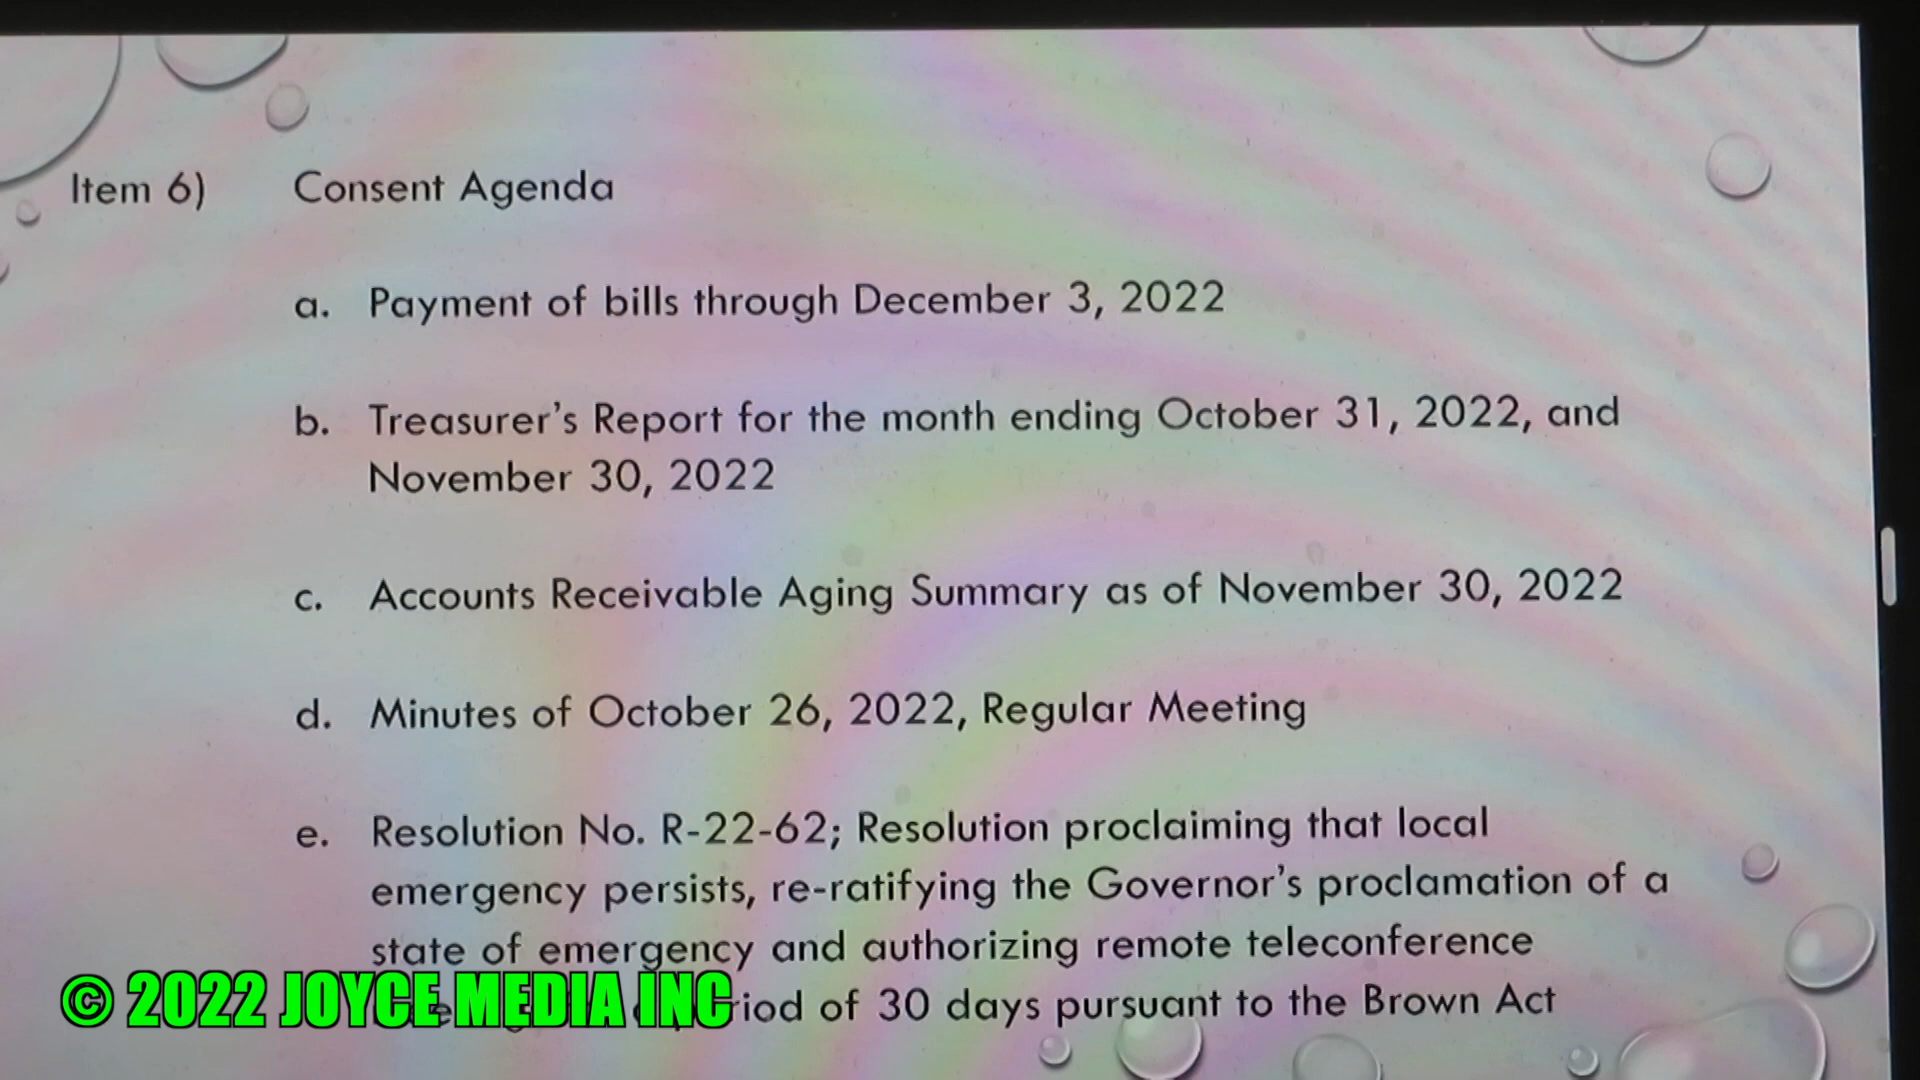 Item 6) Consent Agenda
a. Payment of bills through December 3, 2022
b. Treasurer's Report for the month ending October 31, 2022, and
November 30, 2022
c. Accounts Receivable Aging Summary as of November 30, 2022
d. Minutes of October 26, 2022, Regular Meeting
e. Resolution No. R-22-62; Resolution proclaiming that local
emergency persists, re-ratifying the Governor's proclamation of a
state of emergency and authorizing remote teleconference
of 30 days pursuant to the Brown Act
© 2022 JOYCE MEDIA INC